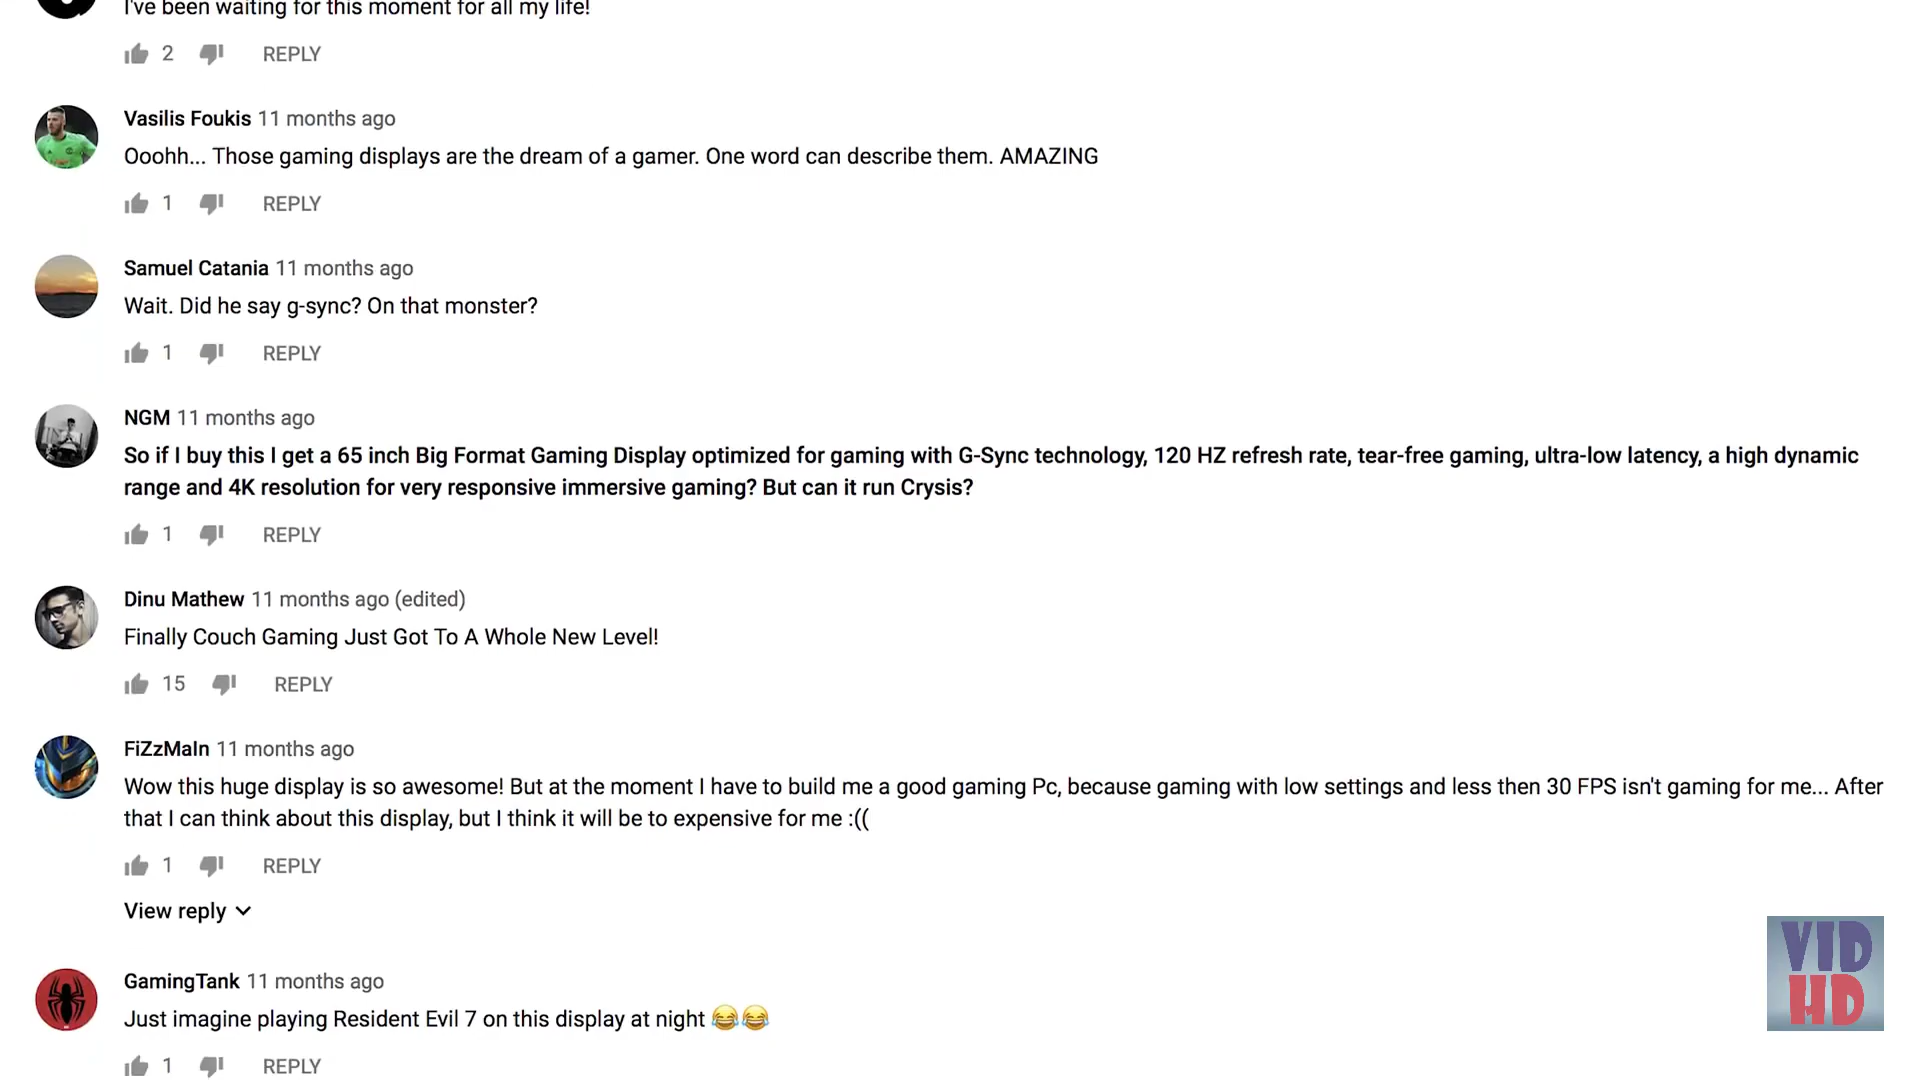 I've been waiting for this moment for all my life!
2 REPLY
Vasilis Foukis 11 months ago
Ooohh... Those gaming displays are the dream of a gamer. One word can describe them. AMAZING
1 REPLY
Samuel Catania 11 months ago
Wait. Did he say g-sync? On that monster?
1 REPLY
NGM 11 months ago
So if I buy this I get a 65 inch Big Format Gaming Display optimized for gaming with G-Sync technology, 120 HZ refresh rate, tear-free gaming, ultra-low latency, a high dynamic
range and 4K resolution for very responsive immersive gaming? But can it run Crysis?
1 REPLY
Dinu Mathew 11 months ago (edited)
Finally Couch Gaming Just Got To A Whole New Level!
15 REPLY
FiZzMaIn 11 months ago
Wow this huge display is so awesome! But at the moment I have to build me a good gaming Pc, because gaming with low settings and less then 30 FPS isn't gaming for me... After
that I can think about this display, but I think it will be to expensive for me :((
1 REPLY
View reply
GamingTank 11 months ago
Just imagine playing Resident Evil 7 on this display at night 😂😂
1 REPLY
VID
HD